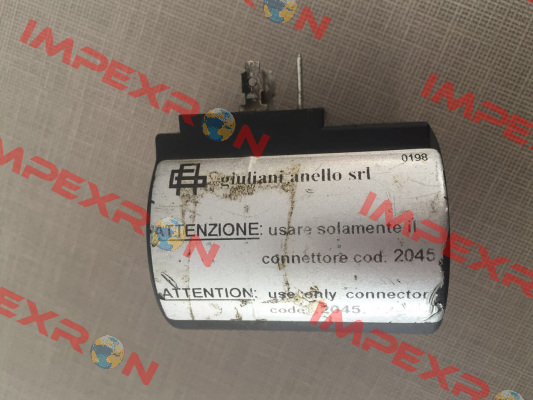 0198
giuliani anello srl
ATTENZIONE: usare solamente il
connettore cod. 2045
ATTENTION: use only connector
code 2045
IMPEXRON
IMPEXRON
IMPEXRON
IMPEXRON
IMPEXRON
IMPEXRON